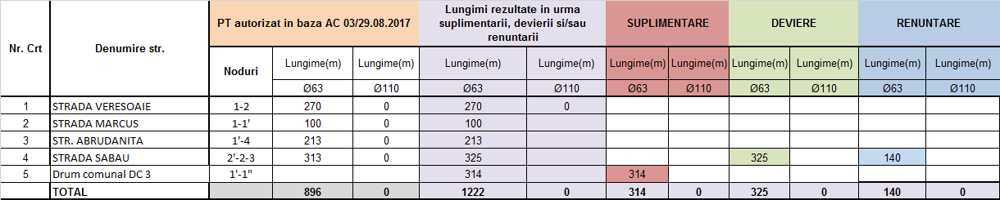 Nr. Crt Denumire str. PT autorizat in baza AC 03/29.08.2017 Lungimi rezultate in urma suplimentarii, devierii si/sau renuntarii SUPLIMENTARE DEVIERE RENUNTARE
Noduri Lungime(m) Lungime(m) Lungime(m) Lungime(m) Lungime(m) Lungime(m) Lungime(m) Lungime(m) Lungime(m) Lungime(m)
Ø63 Ø110 Ø63 Ø110 Ø63 Ø110 Ø63 Ø110 Ø63 Ø110
1 STRADA VERESOAIE 1-2 270 0 270 0
2 STRADA MARCUS 1-1' 100 0 100
3 STR. ABRUDANITA 1'-4 213 0 213
4 STRADA SABAU 2'-2-3 313 0 325 325 140
5 Drum comunal DC 3 1'-1" 314 314
TOTAL 896 0 1222 0 314 0 325 0 140 0